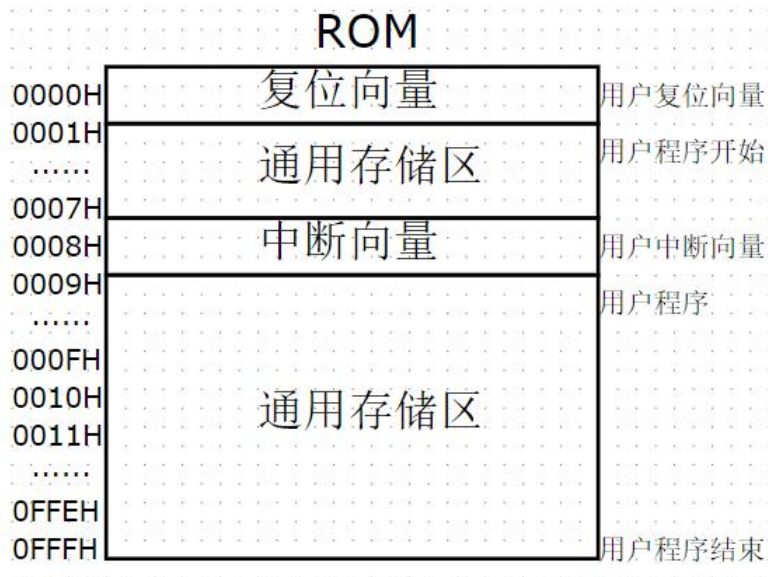 ROM
0000H 复位向量 用户复位向量
0001H
通用存储区 用户程序开始
……
0007H
0008H 中断向量 用户中断向量
0009H
…… 用户程序
000FH
0010H 通用存储区
0011H
……
0FFEH
0FFFH 用户程序结束